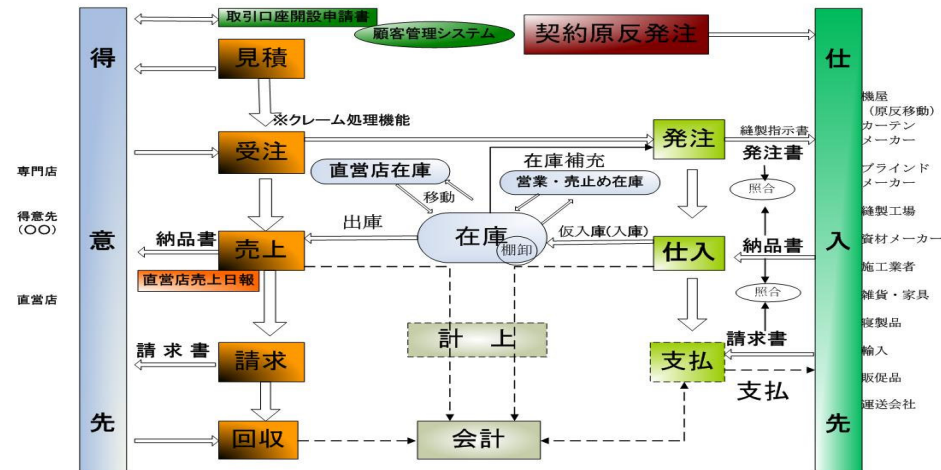 取引口座開設申請書
顧客管理システム
契約原反発注
得意先
仕入先
見積
※クレーム処理機能
受注
発注
縫製指示書
発注書
照合
直営店在庫
在庫補充
営業・売止め在庫
移動
出庫
在庫
棚卸
仮入庫(入庫)
納品書
売上
仕入
納品書
直営店売上日報
照合
計上
請求書
請求
支払
請求書
支払
回収
会計
専門店
得意先
(〇〇)
直営店
機屋
(原反移動)
カーテン
メーカー
ブラインド
メーカー
縫製工場
資材メーカー
施工業者
雑貨・家具
寝製品
輸入
販促品
運送会社